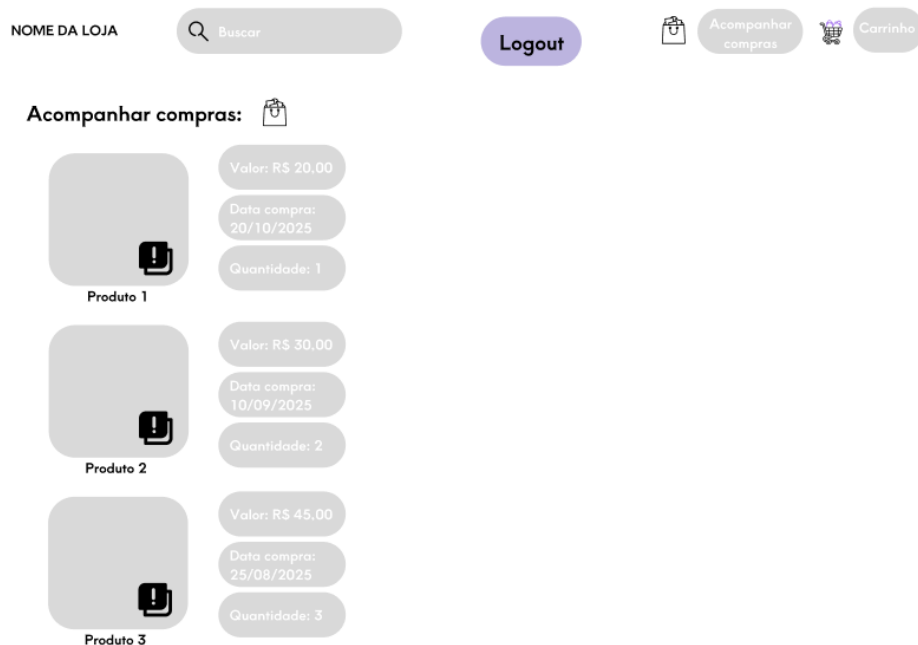 NOME DA LOJA
Buscar
Logout
Acompanhar
compras
Carrinho
Acompanhar compras:
Valor: R$ 20,00
Data compra:
20/10/2025
Quantidade: 1
Produto 1
Valor: R$ 30,00
Data compra:
10/09/2025
Quantidade: 2
Produto 2
Valor: R$ 45,00
Data compra:
25/08/2025
Quantidade: 3
Produto 3